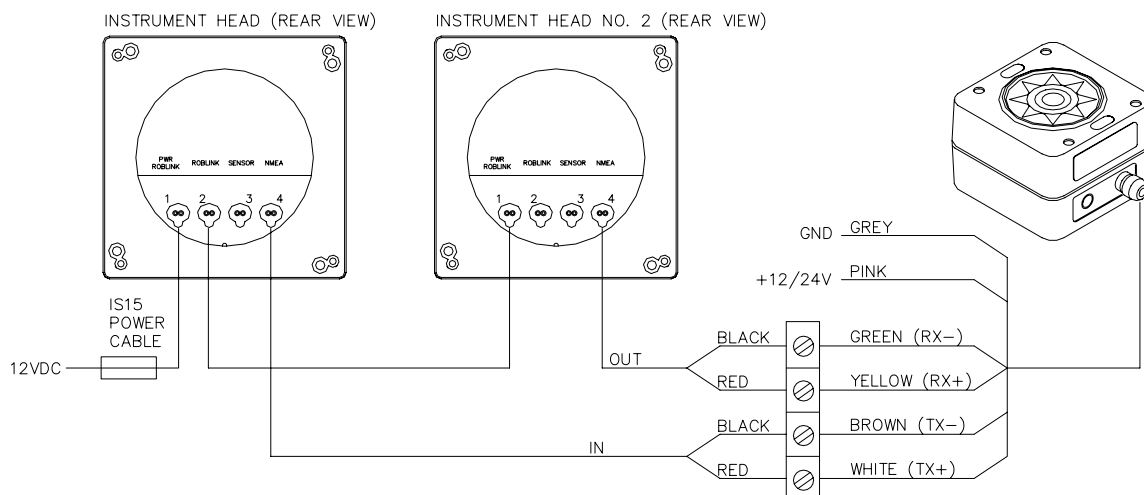 INSTRUMENT HEAD (REAR VIEW)
INSTRUMENT HEAD NO. 2 (REAR VIEW)
PWR
ROBLINK
ROBLINK
SENSOR
NMEA
1
2
3
4
PWR
ROBLINK
ROBLINK
SENSOR
NMEA
1
2
3
4
GND
GREY
+12/24V
PINK
IS15
POWER
CABLE
12VDC
OUT
BLACK
GREEN (RX-)
RED
YELLOW (RX+)
IN
BLACK
BROWN (TX-)
RED
WHITE (TX+)